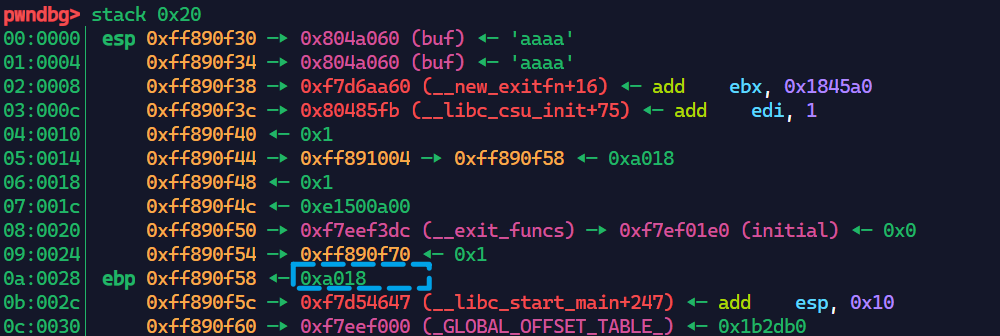 pwndbg> stack 0x20
00:0000│ esp 0xff890f30 —▸ 0x804a060 (buf) ◂— 'aaaa'
01:0004│     0xff890f34 —▸ 0x804a060 (buf) ◂— 'aaaa'
02:0008│     0xff890f38 —▸ 0xf7d6aa60 (__new_exitfn+16) ◂— add    ebx, 0x1845a0
03:000c│     0xff890f3c —▸ 0x80485fb (__libc_csu_init+75) ◂— add    edi, 1
04:0010│     0xff890f40 ◂— 0x1
05:0014│     0xff890f44 —▸ 0xff891004 —▸ 0xff890f58 ◂— 0xa018
06:0018│     0xff890f48 ◂— 0x1
07:001c│     0xff890f4c ◂— 0xe1500a00
08:0020│     0xff890f50 —▸ 0xf7eef3dc (__exit_funcs) —▸ 0xf7ef01e0 (initial) ◂— 0x0
09:0024│     0xff890f54 —▸ 0xff890f70 ◂— 0x1
0a:0028│ ebp 0xff890f58 ◂— 0xa018
0b:002c│     0xff890f5c —▸ 0xf7d54647 (__libc_start_main+247) ◂— add    esp, 0x10
0c:0030│     0xff890f60 —▸ 0xf7eef000 (_GLOBAL_OFFSET_TABLE_) ◂— 0x1b2db0